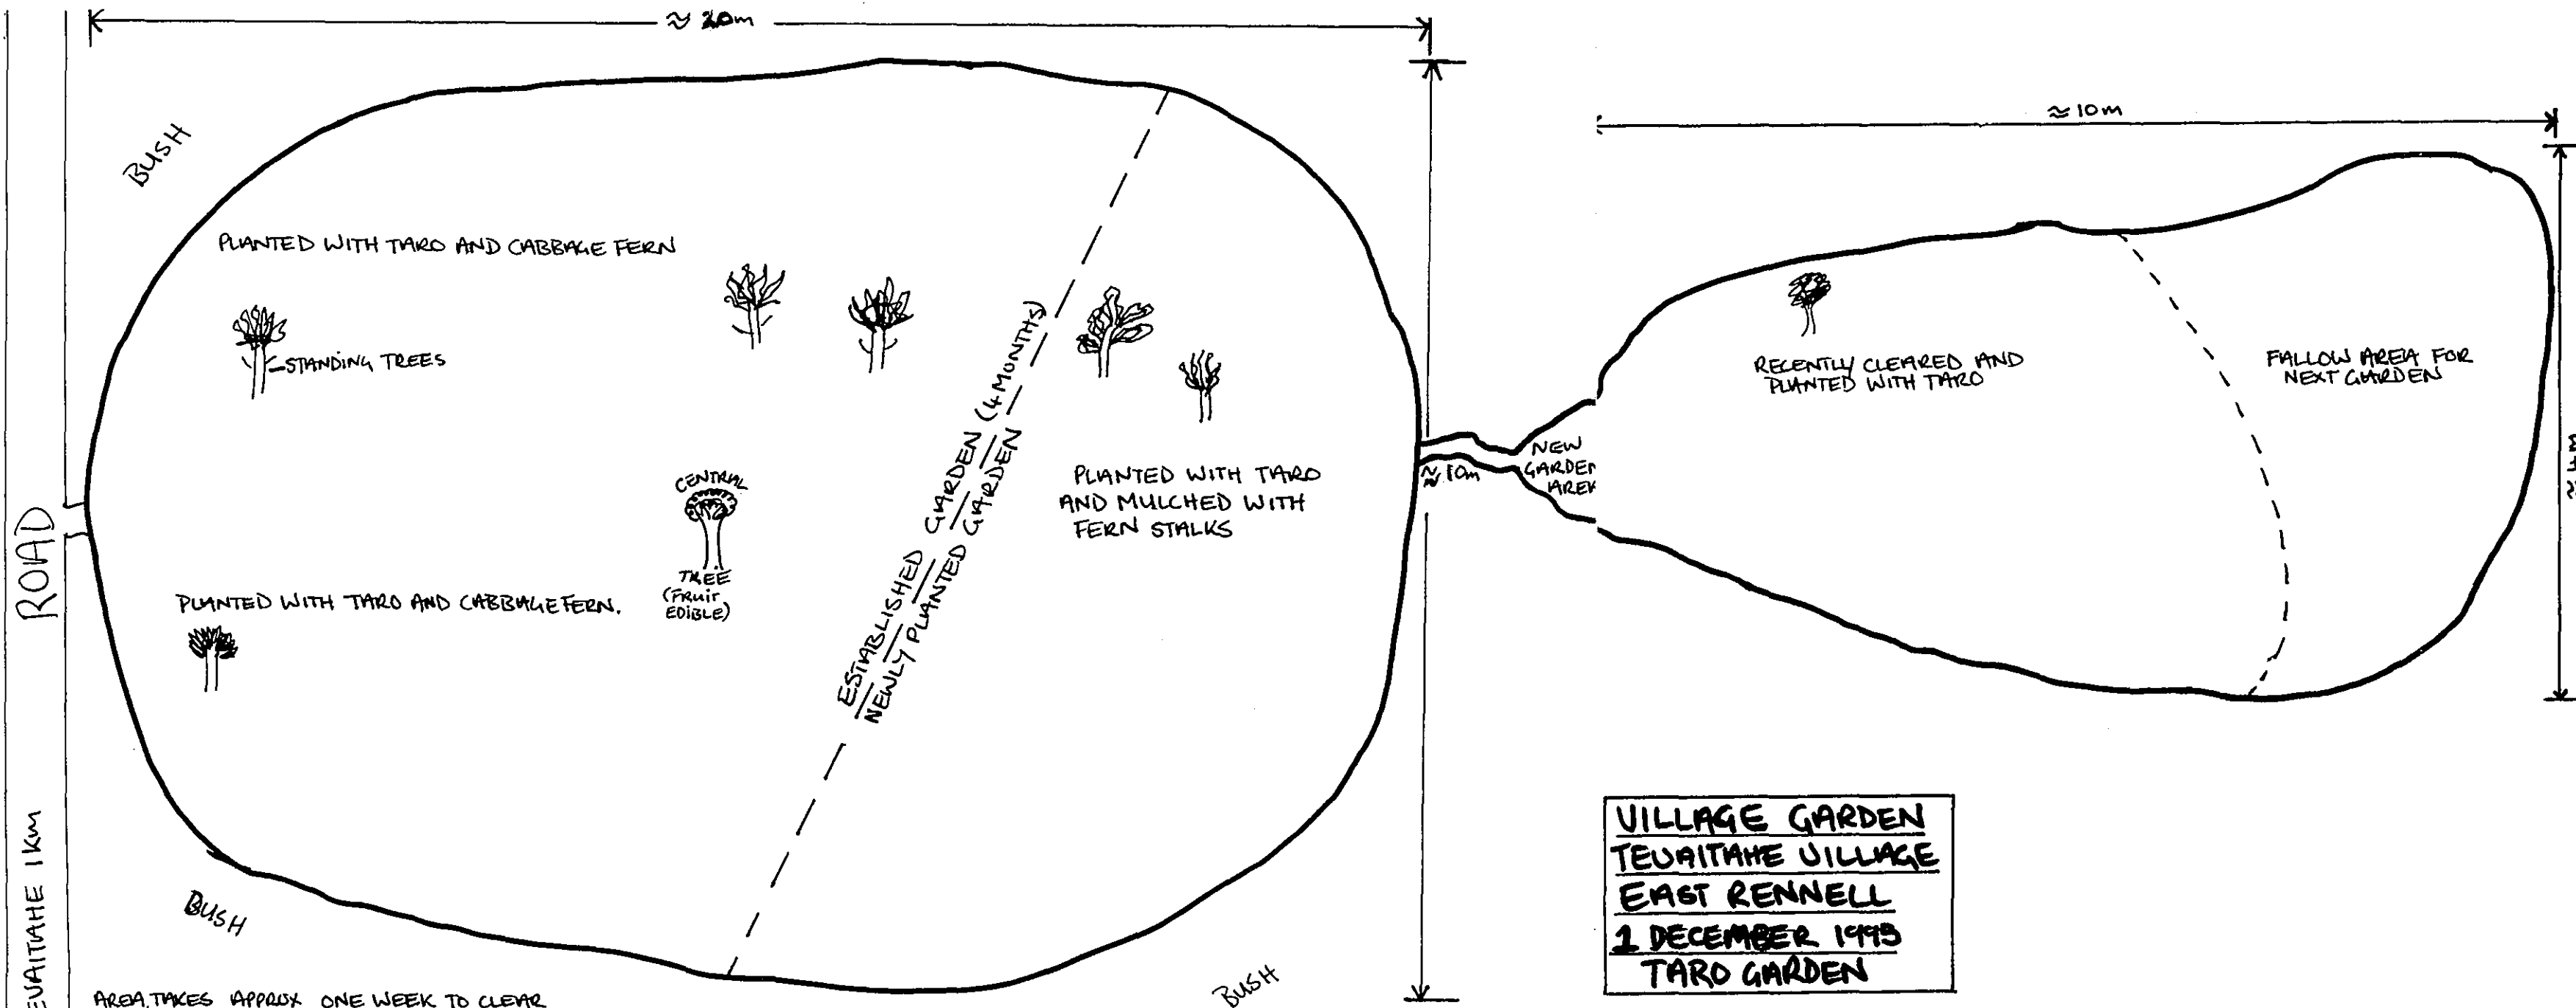 ≈ 20m
≈ 10m
BUSH
PLANTED WITH TARO AND CABBAGE FERN
STANDING TREES
ESTABLISHED GARDEN (4 MONTHS)
NEWLY PLANTED GARDEN
RECENTLY CLEARED AND
PLANTED WITH TARO
FALLOW AREA FOR
NEXT GARDEN
NEW
GARDEN
AREA
≈ 10m
PLANTED WITH TARO
AND MULCHED WITH
FERN STALKS
CENTRAL
TREE
(FRUIT
EDIBLE)
ROAD
PLANTED WITH TARO AND CABBAGE FERN.
BUSH
BUSH
EVAITAHE 1KM
AREA TAKES APPROX ONE WEEK TO CLEAR
VILLAGE GARDEN
TEVAITAHE VILLAGE
EAST RENNELL
1 DECEMBER 1995
TARO GARDEN